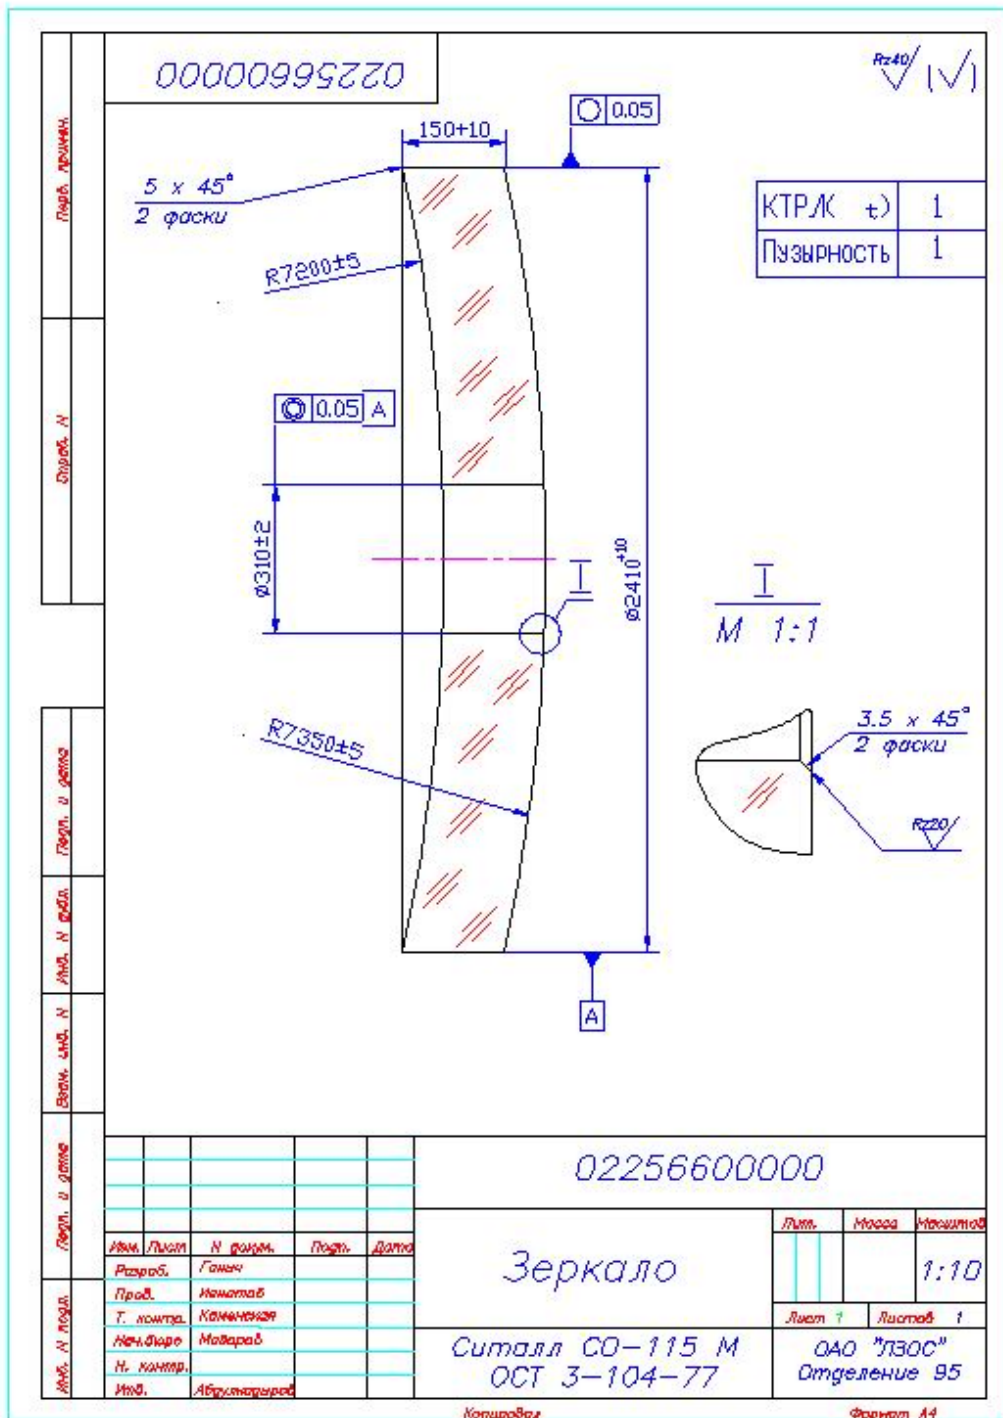 02256600000
Rz40 (√)
0.05
150+10
5 x 45°
2 фаски
КТР/( t) 1
Пузырность 1
R7200±5
0.05 A
Ø310±2
Ø2410+10
I
I
М 1:1
R7350±5
3.5 x 45°
2 фаски
Rz20
A
Перв. примен.
Справ. N
Подп. и дата
Инв. N дубл.
Взам. инв. N
Подп. и дата
Инв. N подл.
02256600000
Изм. Лист N докум. Подп. Дата
Разраб.
Пров.
Т. контр. Каменская
Нач.бюро
Н. контр.
Утв.
Зеркало
Лит. Масса Масштаб
1:10
Лист 1 Листов 1
Ситалл СО-115 М
ОСТ 3-104-77
ОАО "ЛЗОС"
Отделение 95
Копировал Формат А4